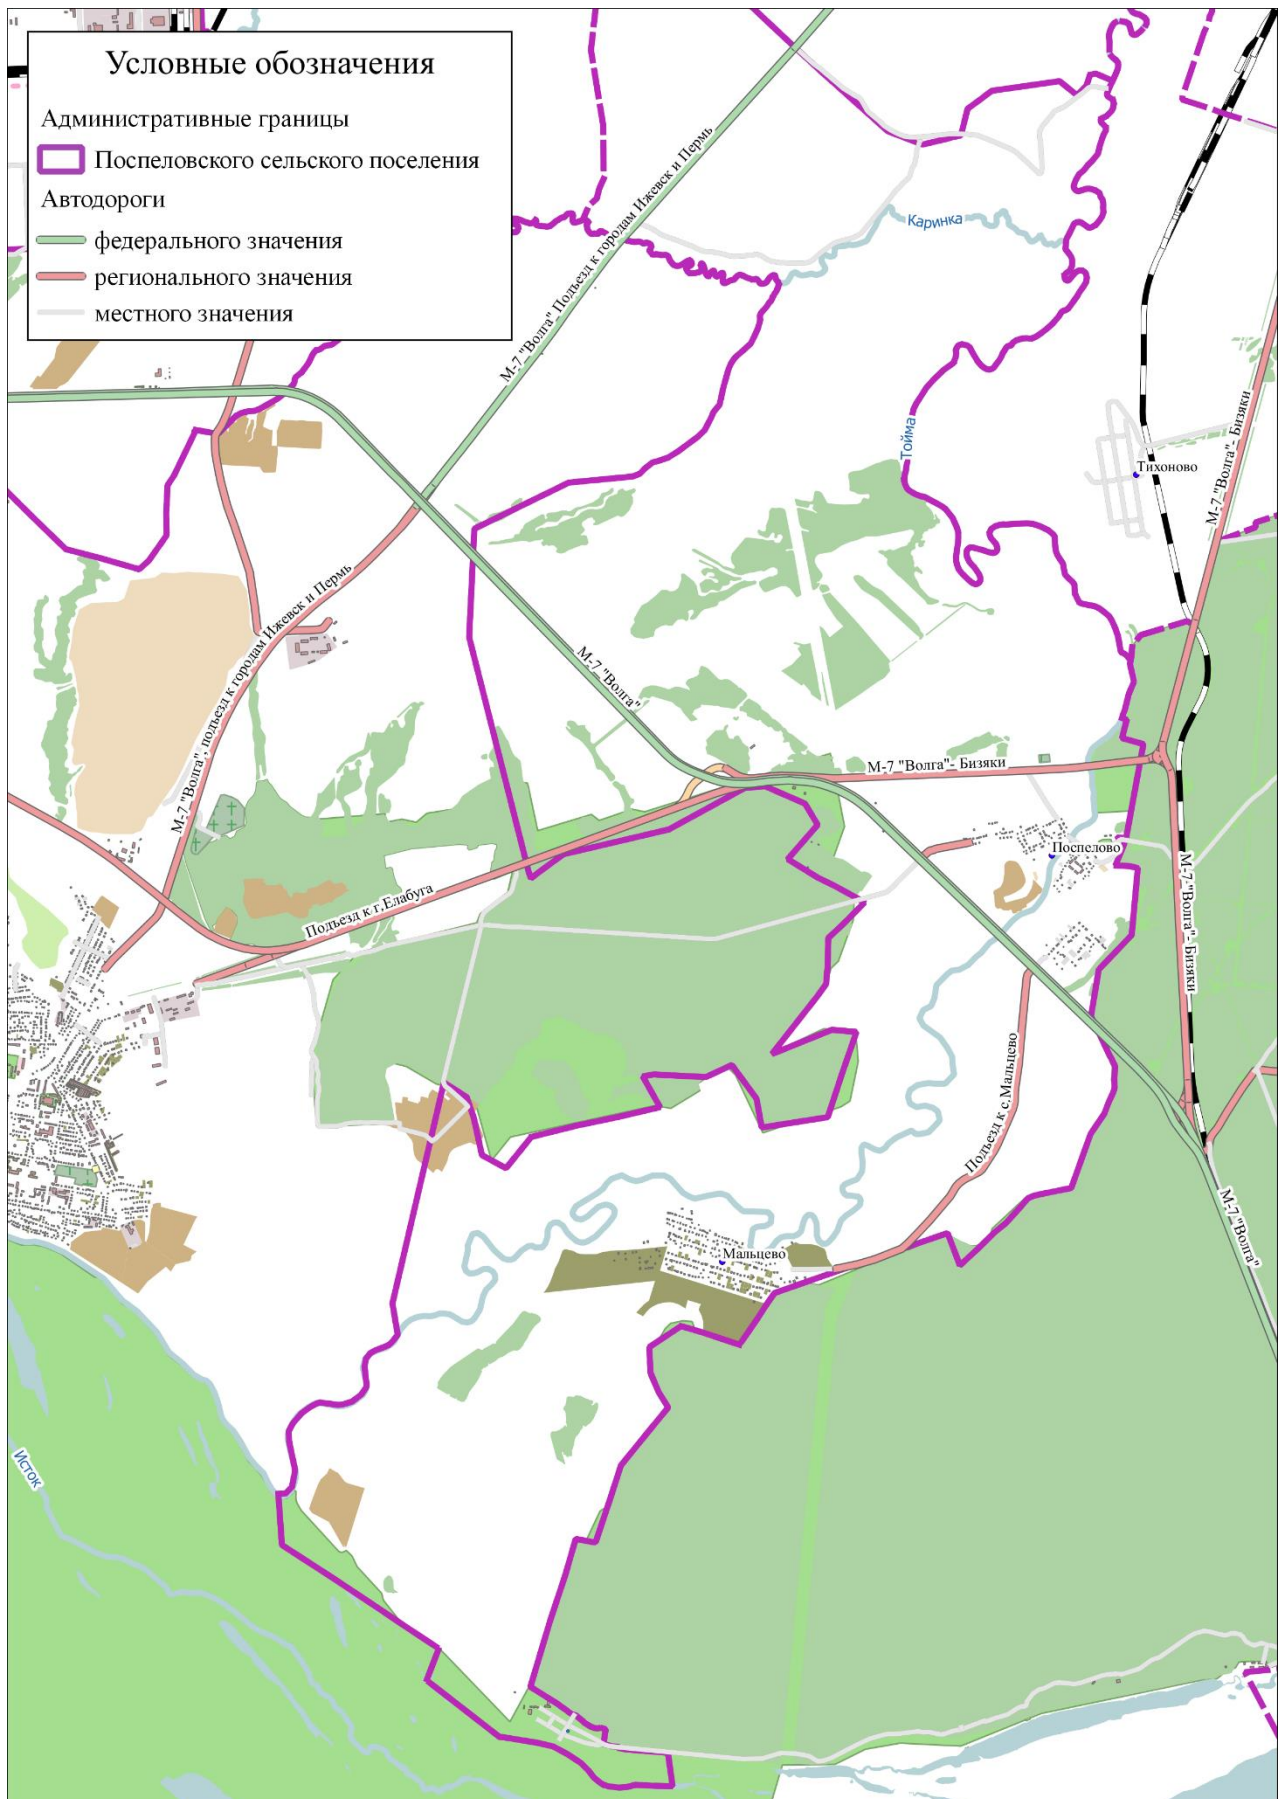 Условные обозначения
Административные границы
Поспеловского сельского поселения
Автодороги
федерального значения
регионального значения
местного значения
М-7 "Волга" Подъезд к городам Ижевск и Пермь
Каринка
Тойма
М-7 "Волга"- Бизяки
Тихоново
М-7 "Волга", подъезд к городам Ижевск и Пермь
М-7 "Волга"
М-7 "Волга"- Бизяки
Поспелово
Подъезд к г.Елабуга
М-7 "Волга"- Бизяки
Подъезд к с.Мальцево
М-7 "Волга"
Мальцево
Исток